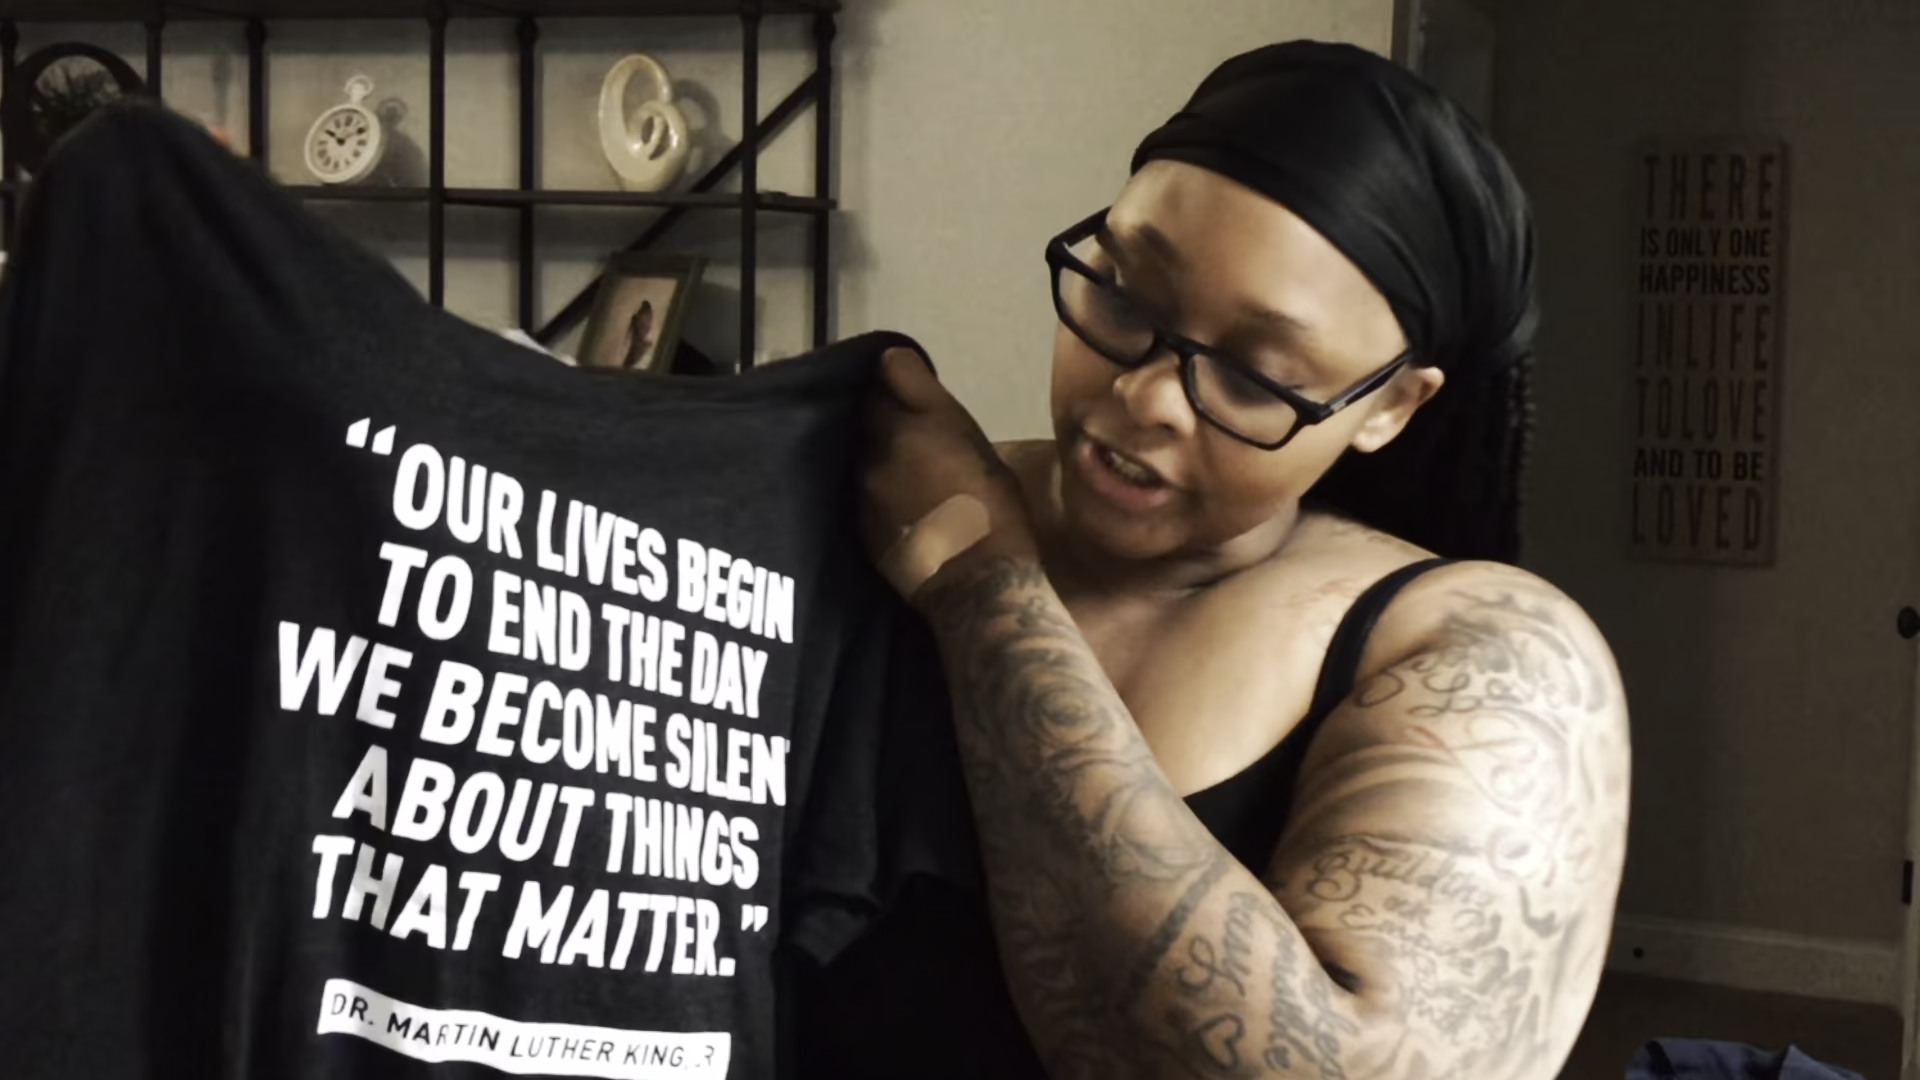 “OUR LIVES BEGIN
TO END THE DAY
WE BECOME SILENT
ABOUT THINGS
THAT MATTER.”
DR. MARTIN LUTHER KING, JR
THERE
IS ONLY ONE
HAPPINESS
IN LIFE
TO LOVE
AND TO BE
LOVED
Building